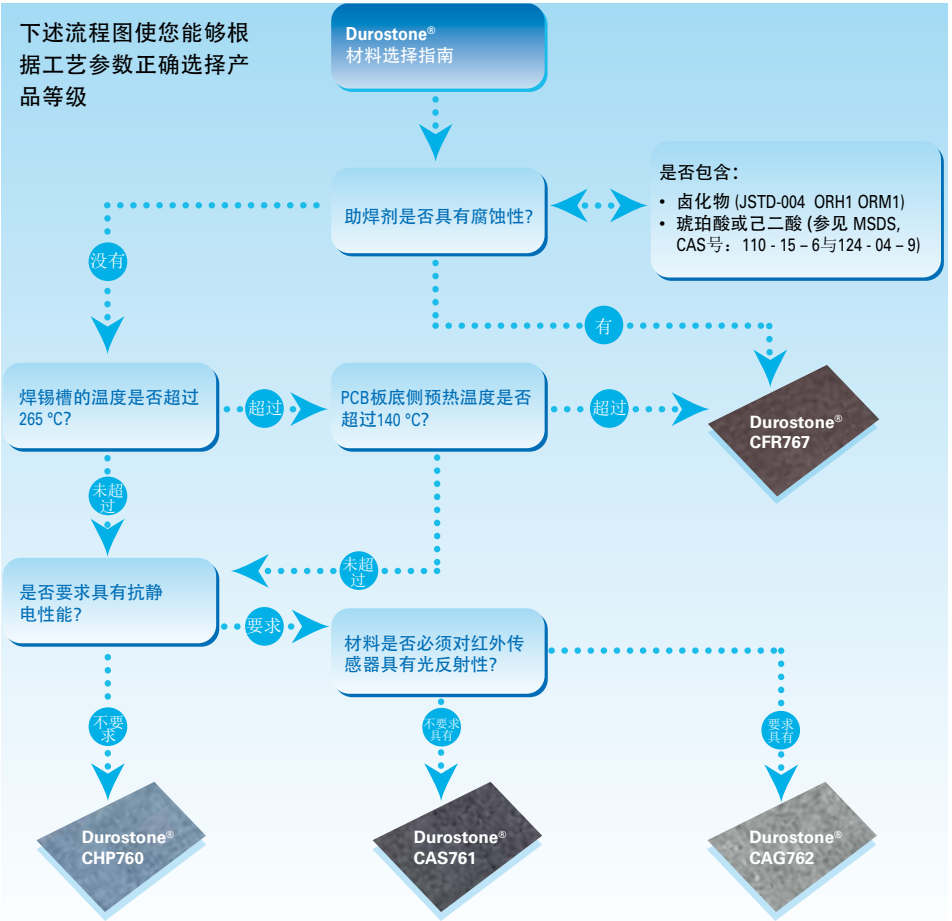 下述流程图使您能够根
据工艺参数正确选择产
品等级
Durostone®
材料选择指南
助焊剂是否具有腐蚀性?
是否包含：
• 卤化物 (JSTD-004 ORH1 ORM1)
• 琥珀酸或己二酸 (参见 MSDS,
CAS号：110 - 15 – 6与124 - 04 – 9)
没有
有
焊锡槽的温度是否超过
265 °C?
超过
PCB板底侧预热温度是否
超过140 °C?
超过
Durostone®
CFR767
未超
过
未超
过
是否要求具有抗静
电性能?
要求
材料是否必须对红外传
感器具有光反射性?
不要
求
不要求
具有
要求
具有
Durostone®
CHP760
Durostone®
CAS761
Durostone®
CAG762